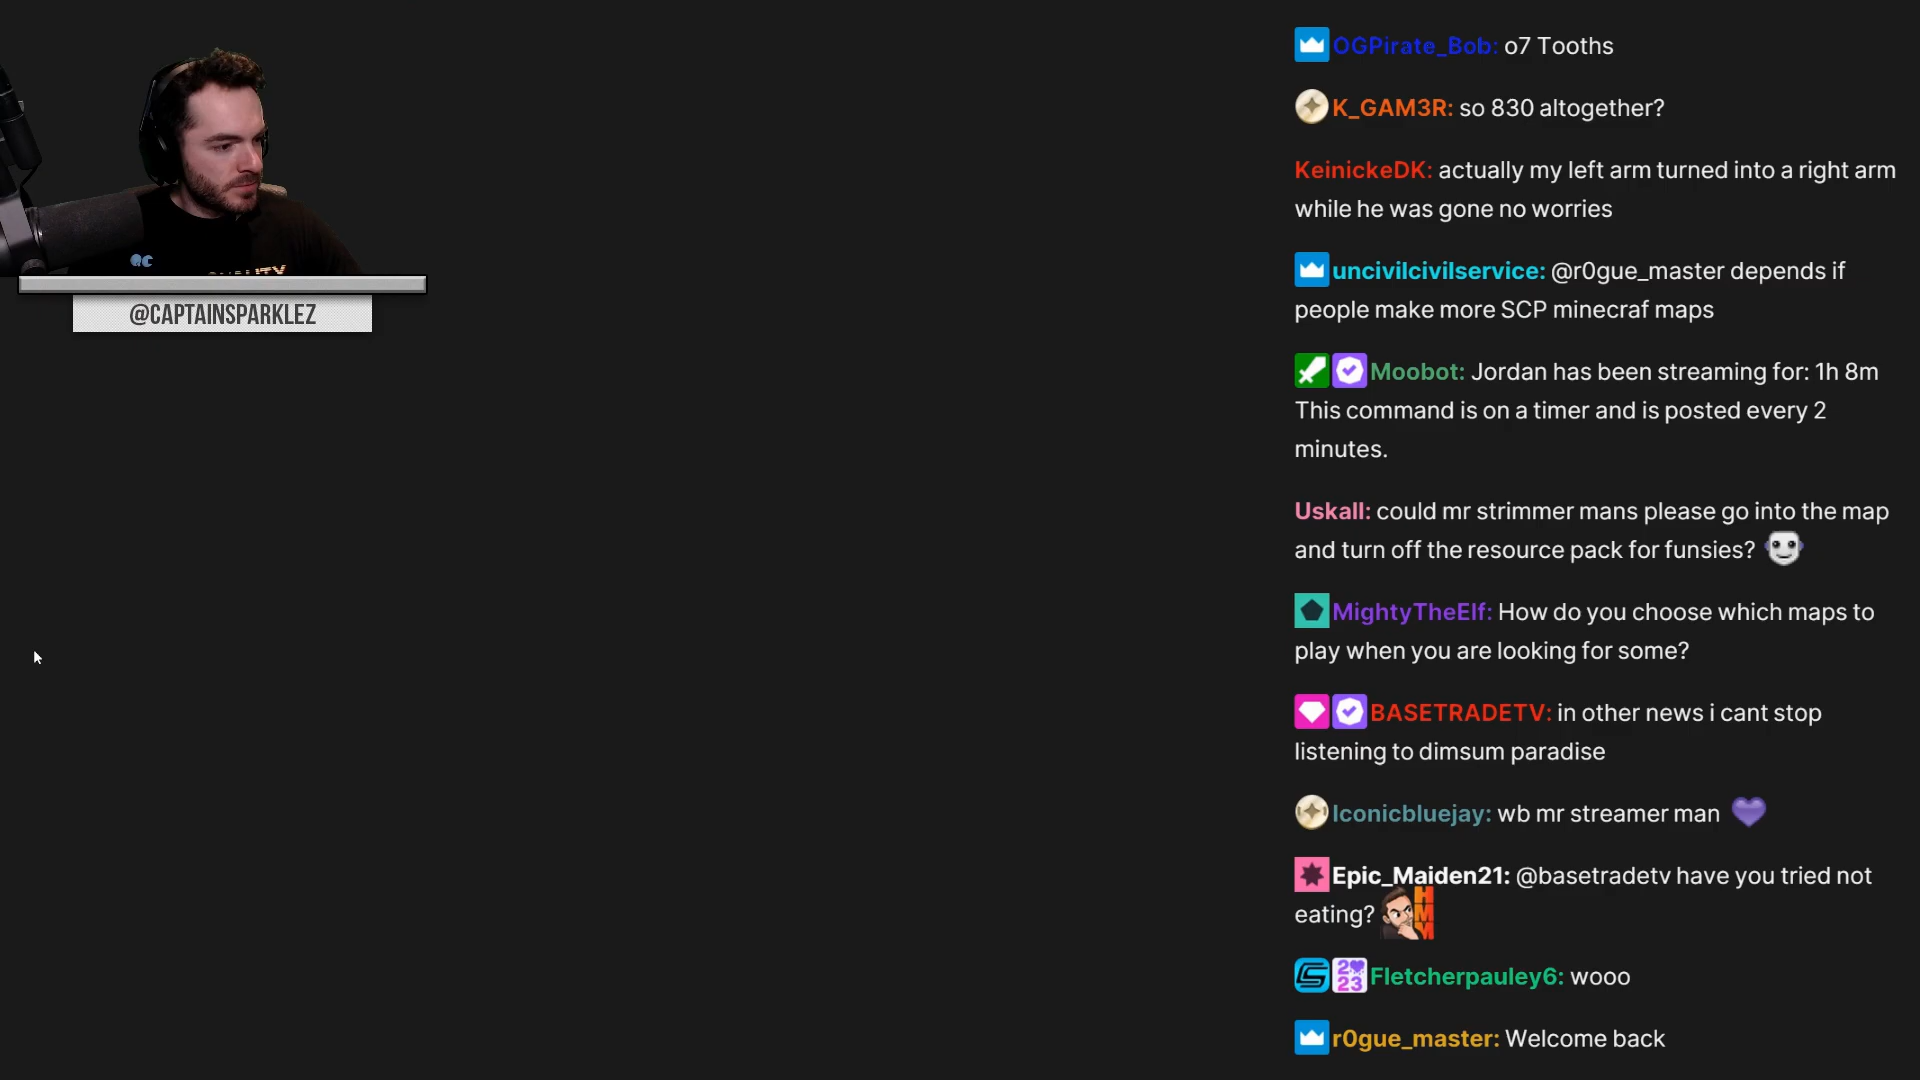 @CAPTAINSPARKLEZ
OGPirate_Bob: o7 Tooths
K_GAM3R: so 830 altogether?
KeinickeDK: actually my left arm turned into a right arm
while he was gone no worries
uncivilcivilservice: @r0gue_master depends if
people make more SCP minecraf maps
Moobot: Jordan has been streaming for: 1h 8m
This command is on a timer and is posted every 2
minutes.
Uskall: could mr strimmer mans please go into the map
and turn off the resource pack for funsies?
MightyTheElf: How do you choose which maps to
play when you are looking for some?
BASETRADETV: in other news i cant stop
listening to dimsum paradise
Iconicbluejay: wb mr streamer man
Epic_Maiden21: @basetradetv have you tried not
eating? HMM
2 23 Fletcherpauley6: wooo
r0gue_master: Welcome back